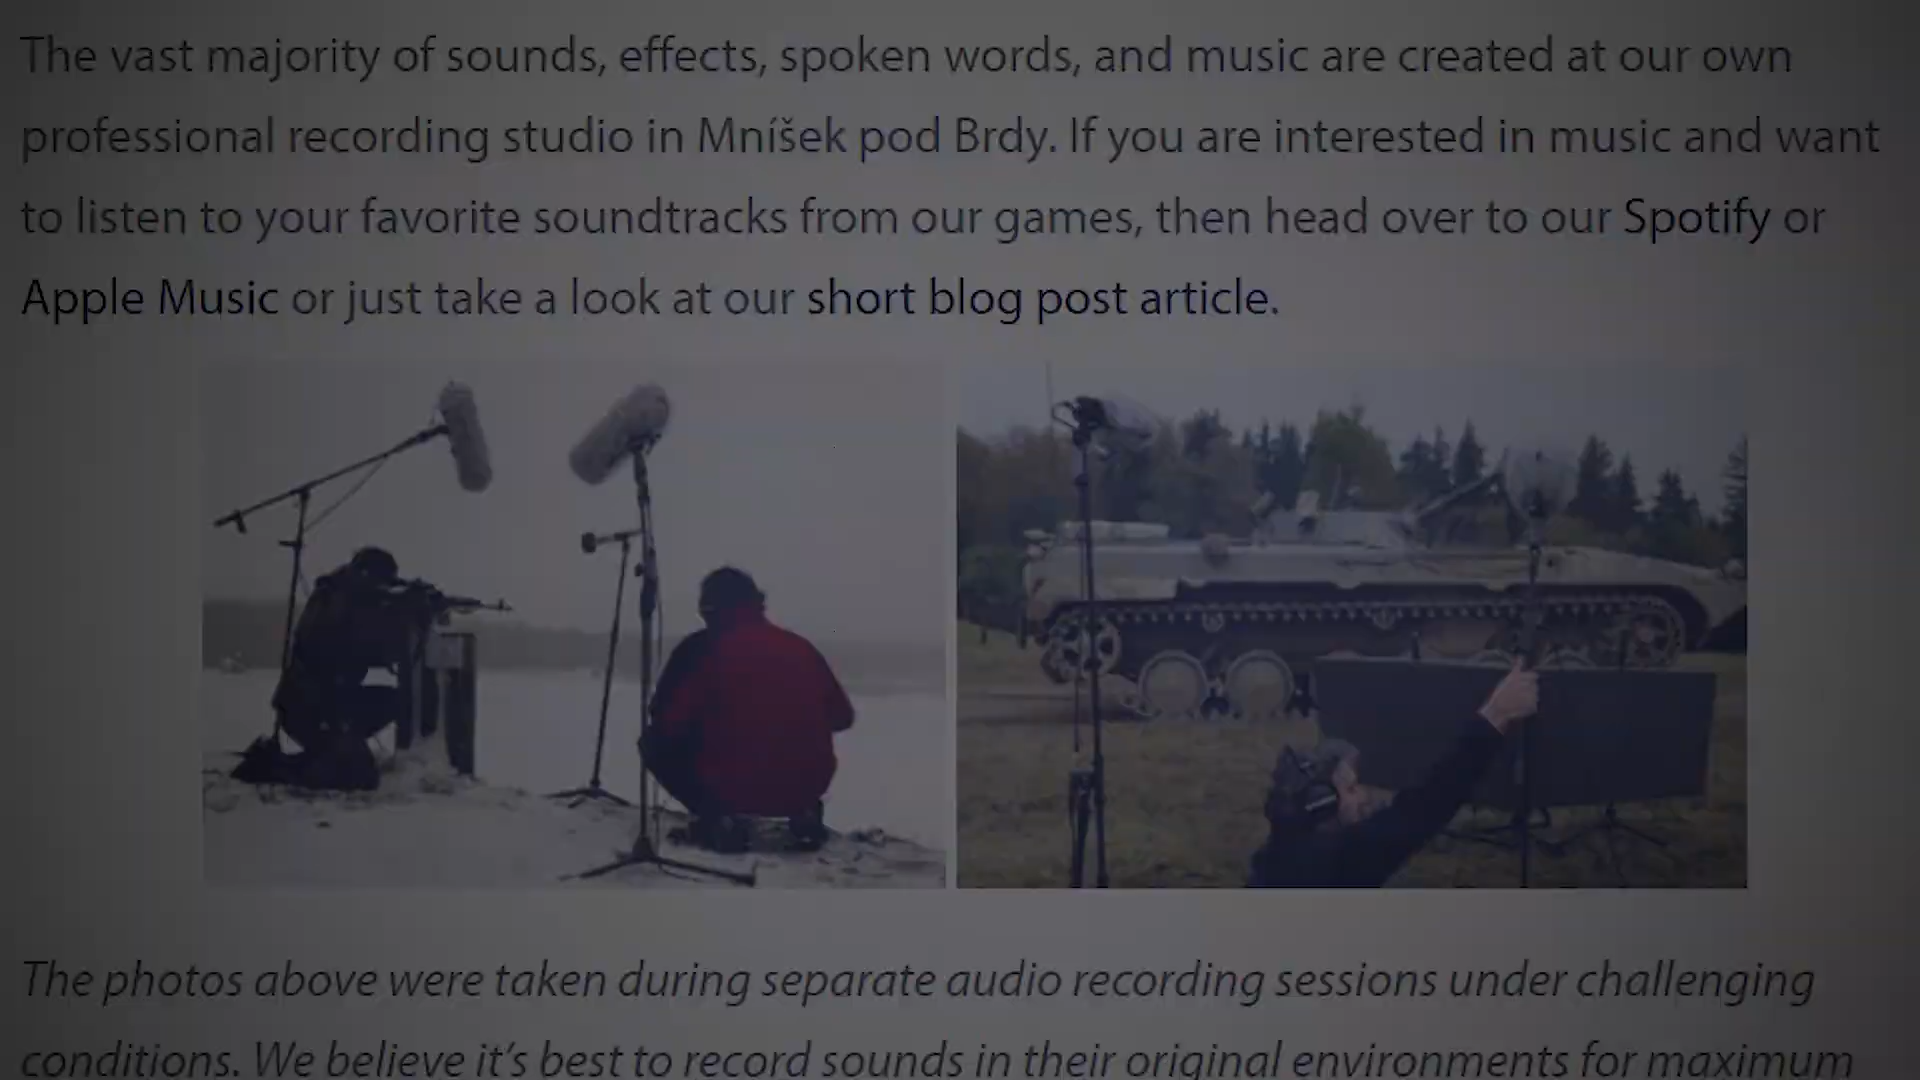 The vast majority of sounds, effects, spoken words, and music are created at our own
professional recording studio in Mníšek pod Brdy. If you are interested in music and want
to listen to your favorite soundtracks from our games, then head over to our Spotify or
Apple Music or just take a look at our short blog post article.
The photos above were taken during separate audio recording sessions under challenging
conditions. We believe it's best to record sounds in their original environments for maximum